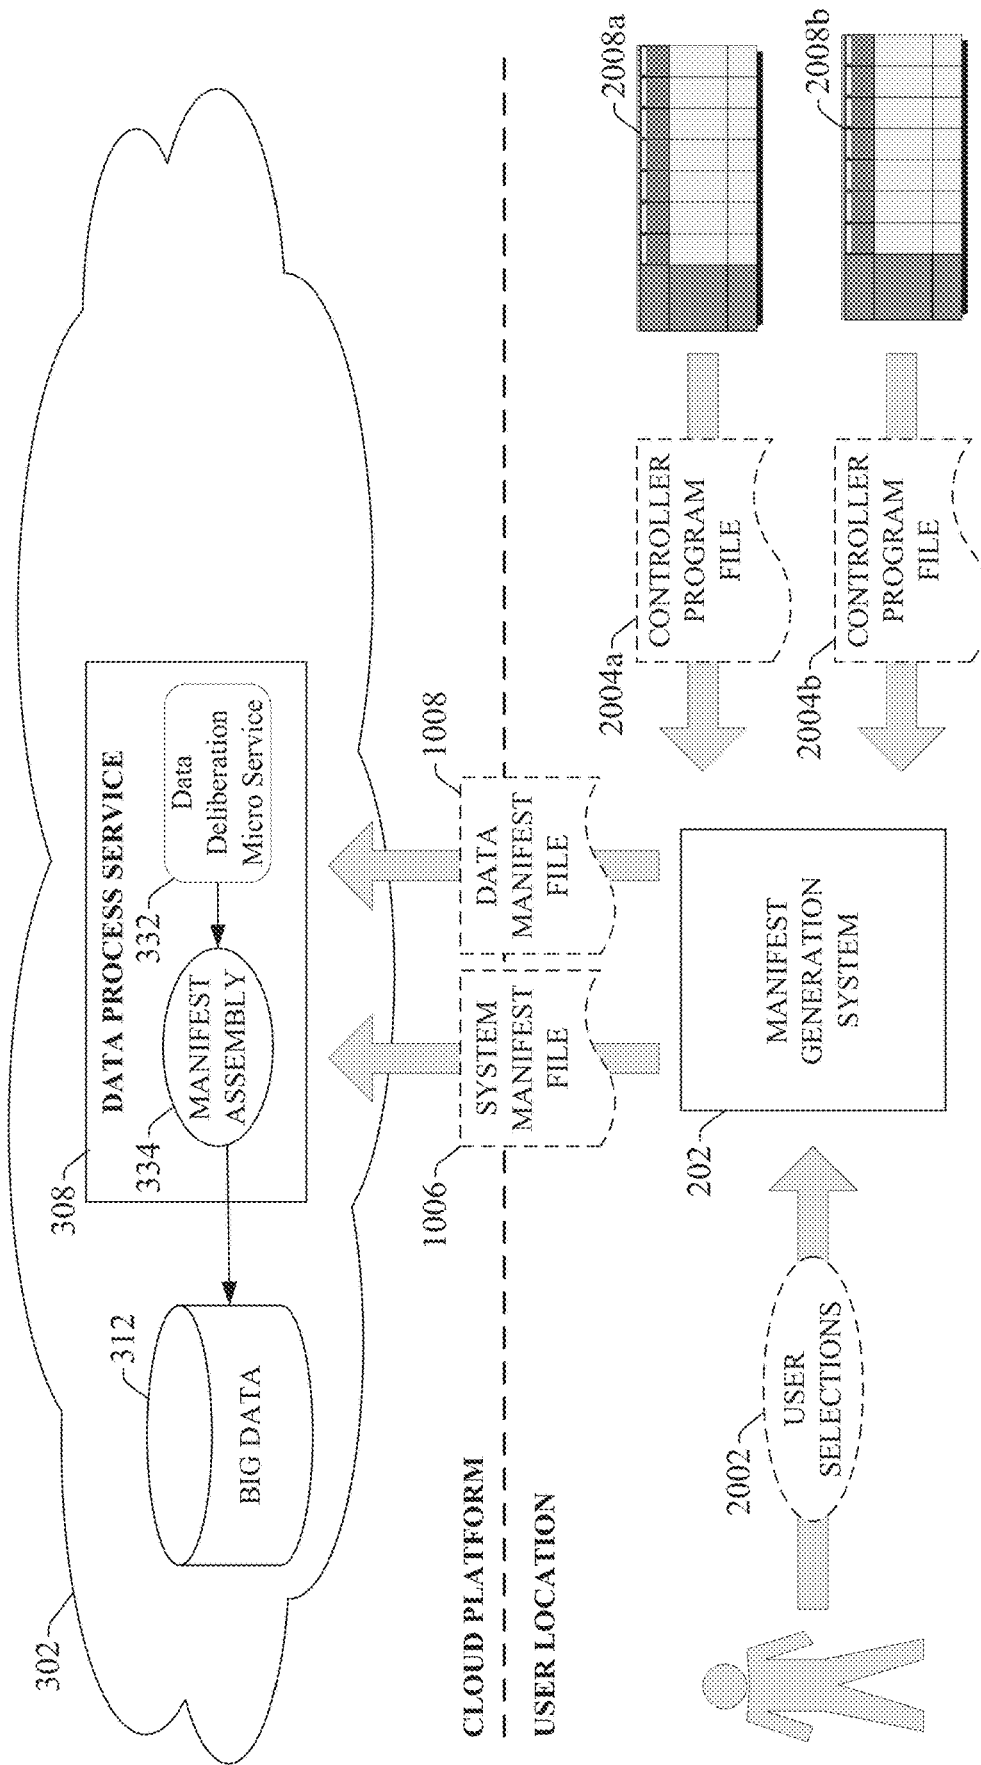 302
312
BIG DATA
308
DATA PROCESS SERVICE
334
MANIFEST
ASSEMBLY
332
Data
Deliberation
Micro Service
CLOUD PLATFORM
USER LOCATION
1006
SYSTEM
MANIFEST
FILE
1008
DATA
MANIFEST
FILE
2002
USER
SELECTIONS
202
MANIFEST
GENERATION
SYSTEM
2004a
CONTROLLER
PROGRAM
FILE
2008a
2004b
CONTROLLER
PROGRAM
FILE
2008b